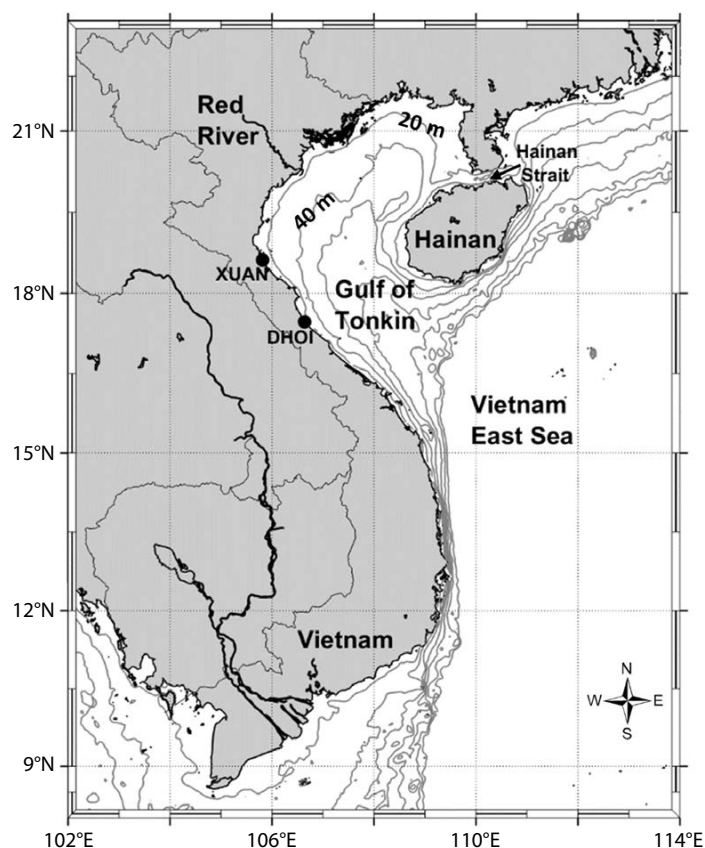 Red
River
20 m
Hainan
Strait
40 m
Hainan
XUAN
Gulf of
Tonkin
DHOI
Vietnam
East Sea
Vietnam
N
W
E
S
21°N
18°N
15°N
12°N
9°N
102°E
106°E
110°E
114°E